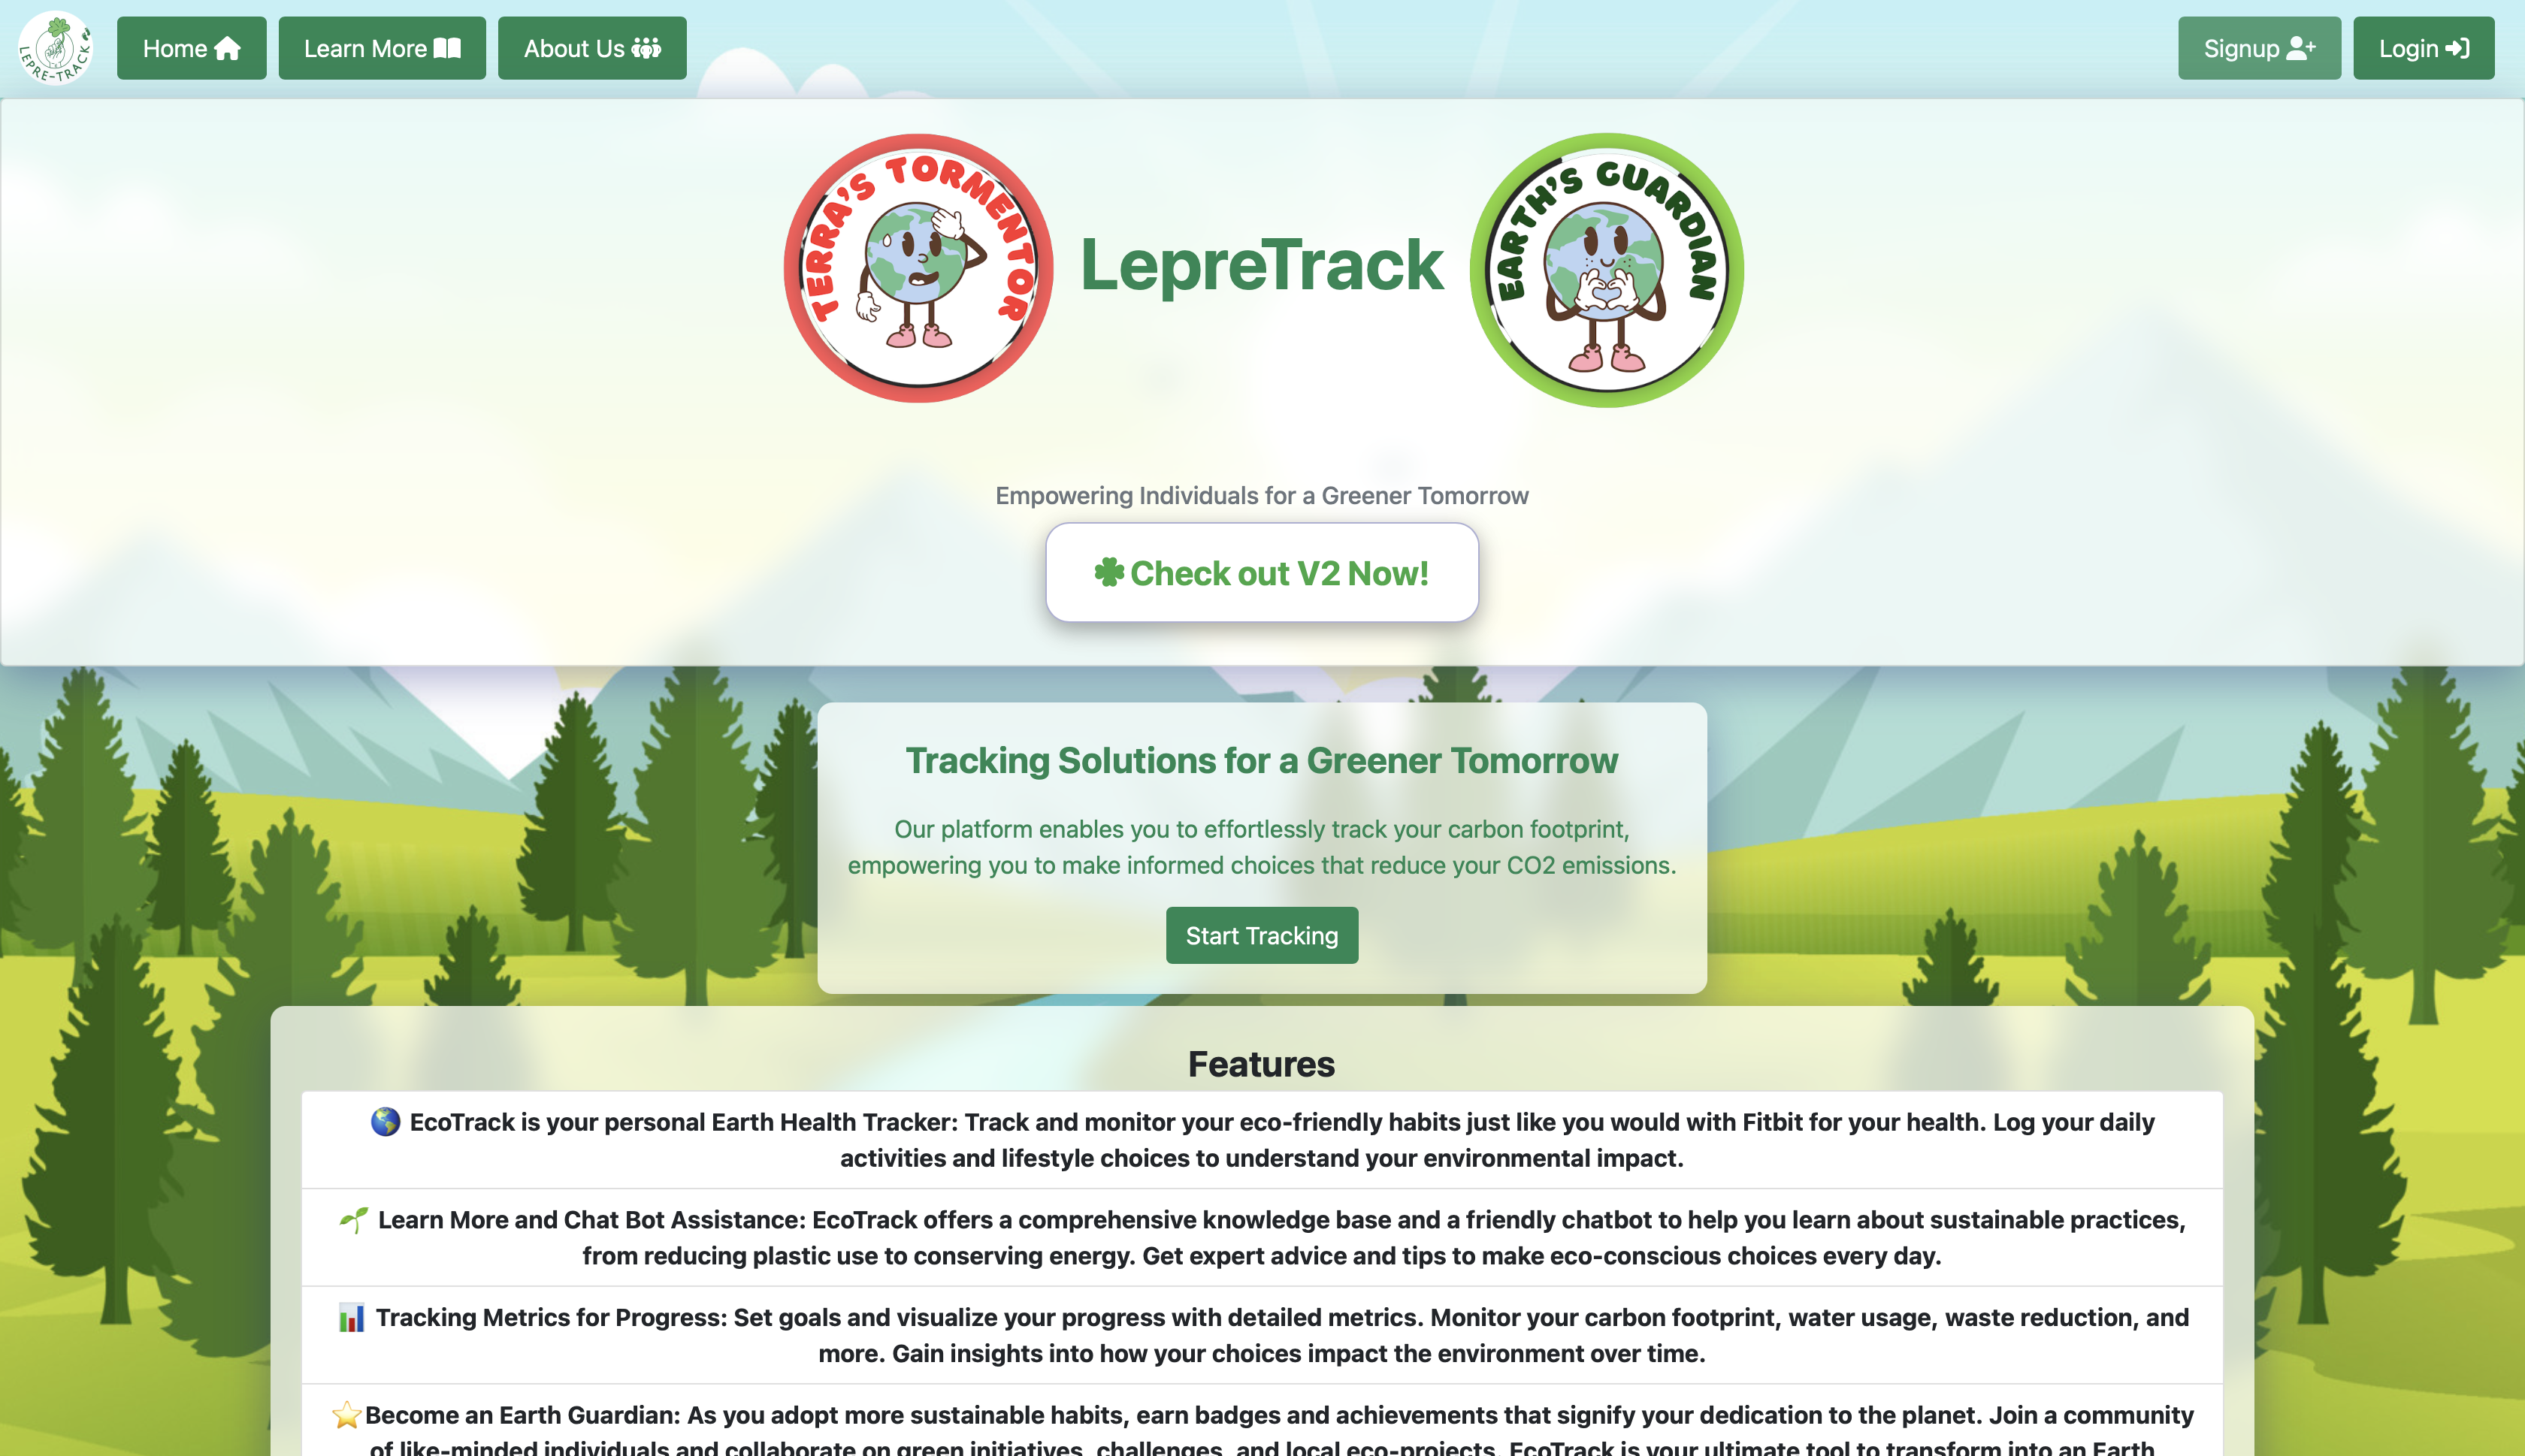 LEPRE-TRACK
Home
Learn More
About Us
Signup
Login
TERRA'S TORMENTOR
LepreTrack
EARTH'S GUARDIAN
Empowering Individuals for a Greener Tomorrow
Check out V2 Now!
Tracking Solutions for a Greener Tomorrow
Our platform enables you to effortlessly track your carbon footprint,
empowering you to make informed choices that reduce your CO2 emissions.
Start Tracking
Features
🌎 EcoTrack is your personal Earth Health Tracker: Track and monitor your eco-friendly habits just like you would with Fitbit for your health. Log your daily
activities and lifestyle choices to understand your environmental impact.
🌱 Learn More and Chat Bot Assistance: EcoTrack offers a comprehensive knowledge base and a friendly chatbot to help you learn about sustainable practices,
from reducing plastic use to conserving energy. Get expert advice and tips to make eco-conscious choices every day.
📊 Tracking Metrics for Progress: Set goals and visualize your progress with detailed metrics. Monitor your carbon footprint, water usage, waste reduction, and
more. Gain insights into how your choices impact the environment over time.
⭐Become an Earth Guardian: As you adopt more sustainable habits, earn badges and achievements that signify your dedication to the planet. Join a community
of like-minded individuals and collaborate on green initiatives, challenges, and local eco-projects. EcoTrack is your ultimate tool to transform into an Earth